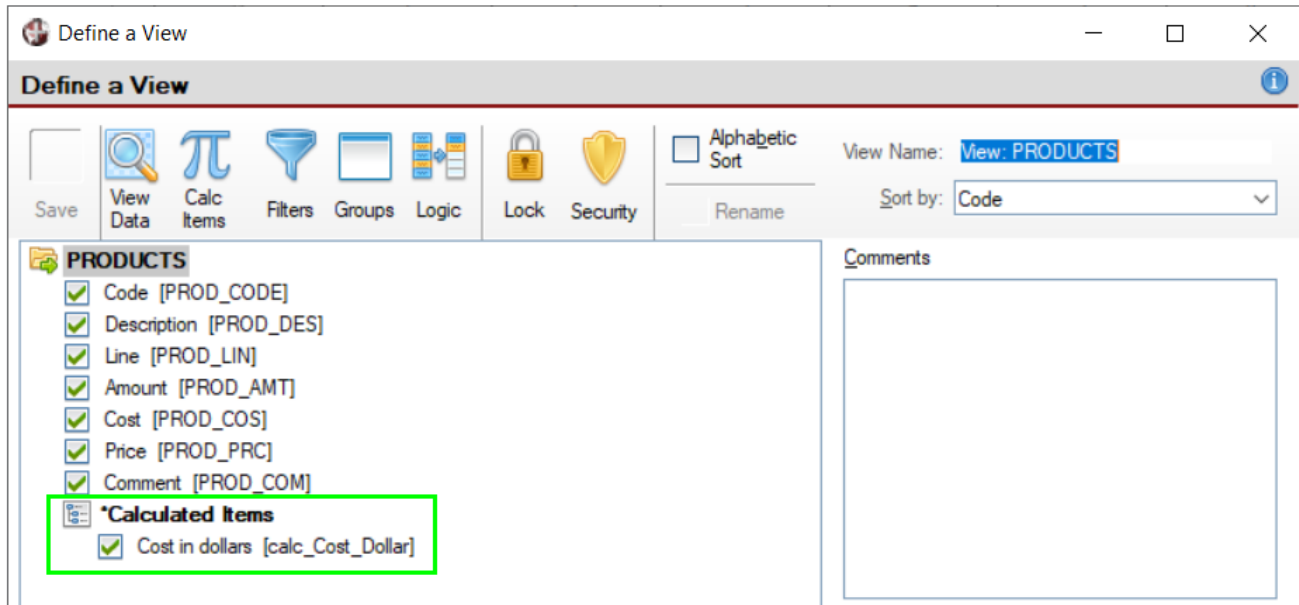 Define a View
Define a View
Save
View Data
Calc Items
Filters
Groups
Logic
Lock
Security
Alphabetic Sort
Rename
View Name: View: PRODUCTS
Sort by: Code
PRODUCTS
Code [PROD_CODE]
Description [PROD_DES]
Line [PROD_LIN]
Amount [PROD_AMT]
Cost [PROD_COS]
Price [PROD_PRC]
Comment [PROD_COM]
*Calculated Items
Cost in dollars [calc_Cost_Dollar]
Comments